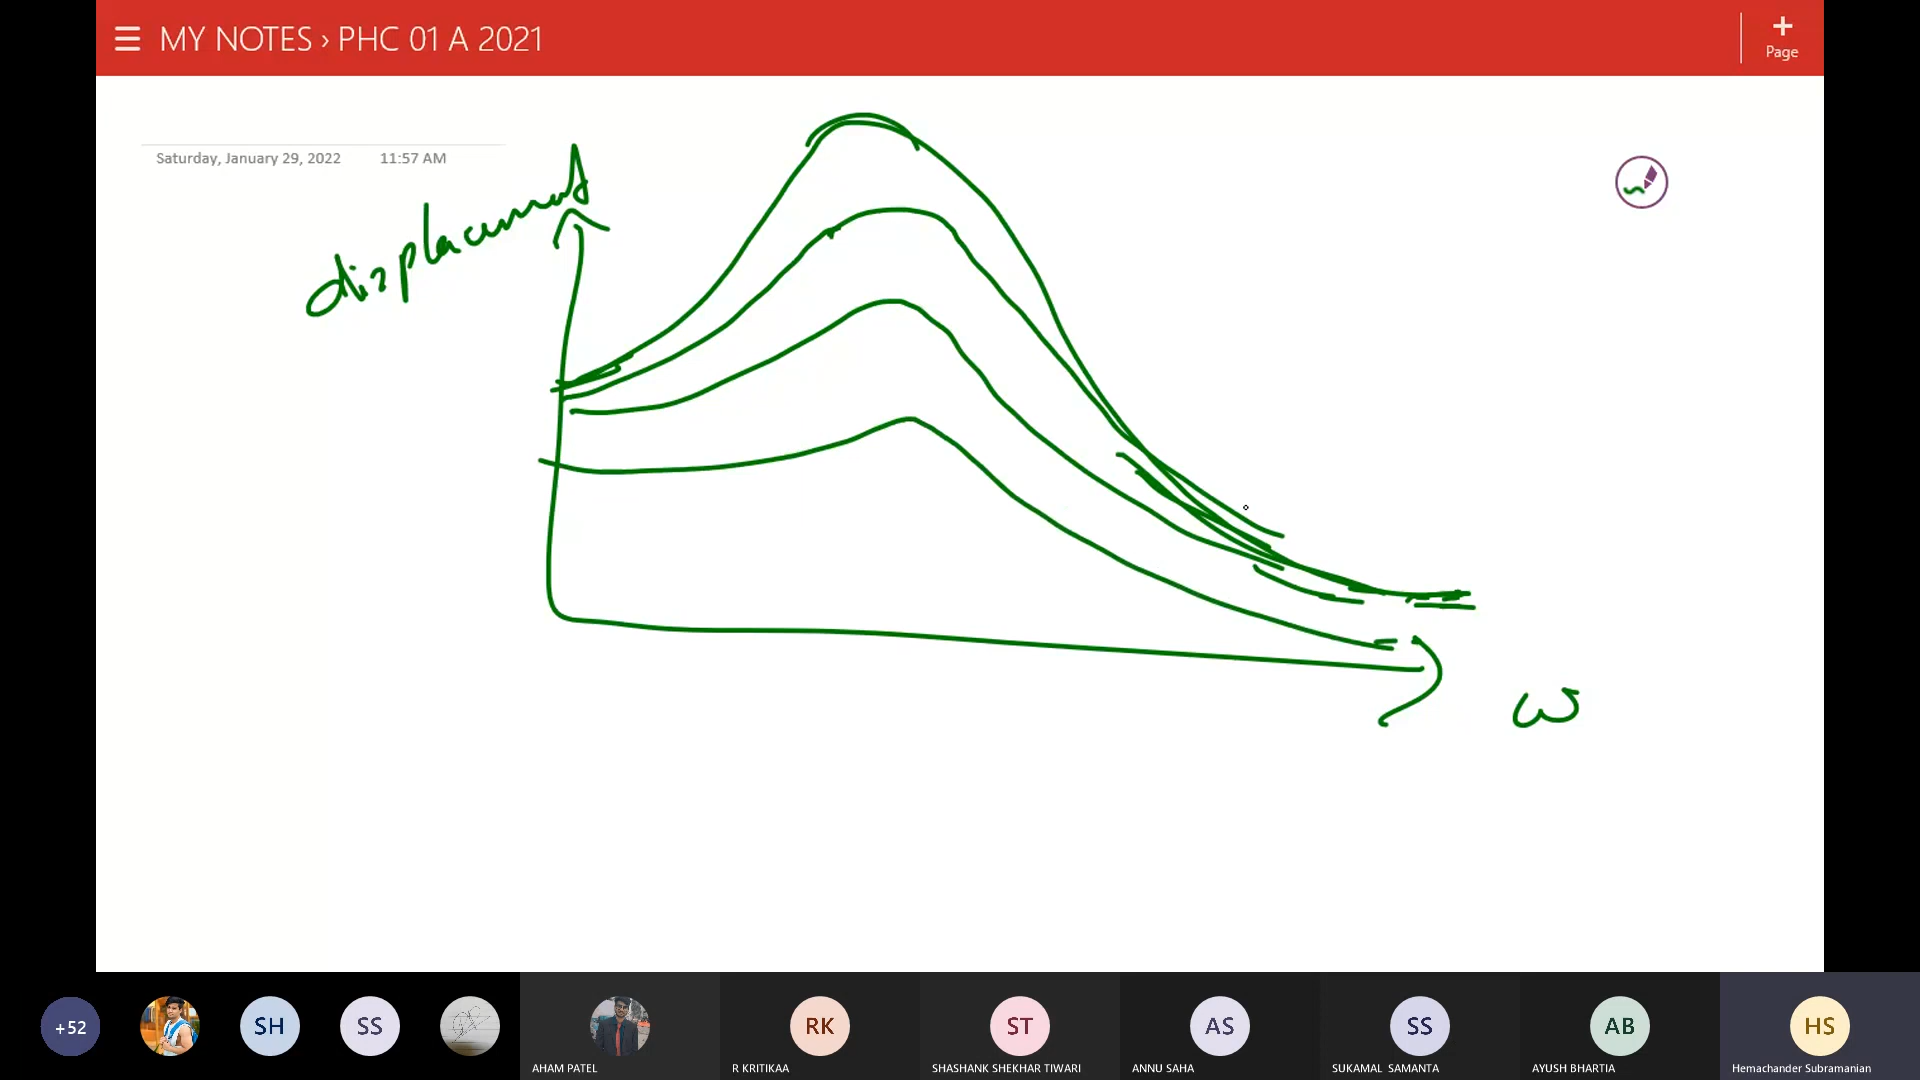 MY NOTES › PHC 01 A 2021
+
Page
Saturday, January 29, 2022 11:57 AM
displacement
ω
+52
SH
SS
RK
ST
AS
SS
AB
HS
AHAM PATEL
R KRITIKAA
SHASHANK SHEKHAR TIWARI
ANNU SAHA
SUKAMAL SAMANTA
AYUSH BHARTIA
Hemachander Subramanian